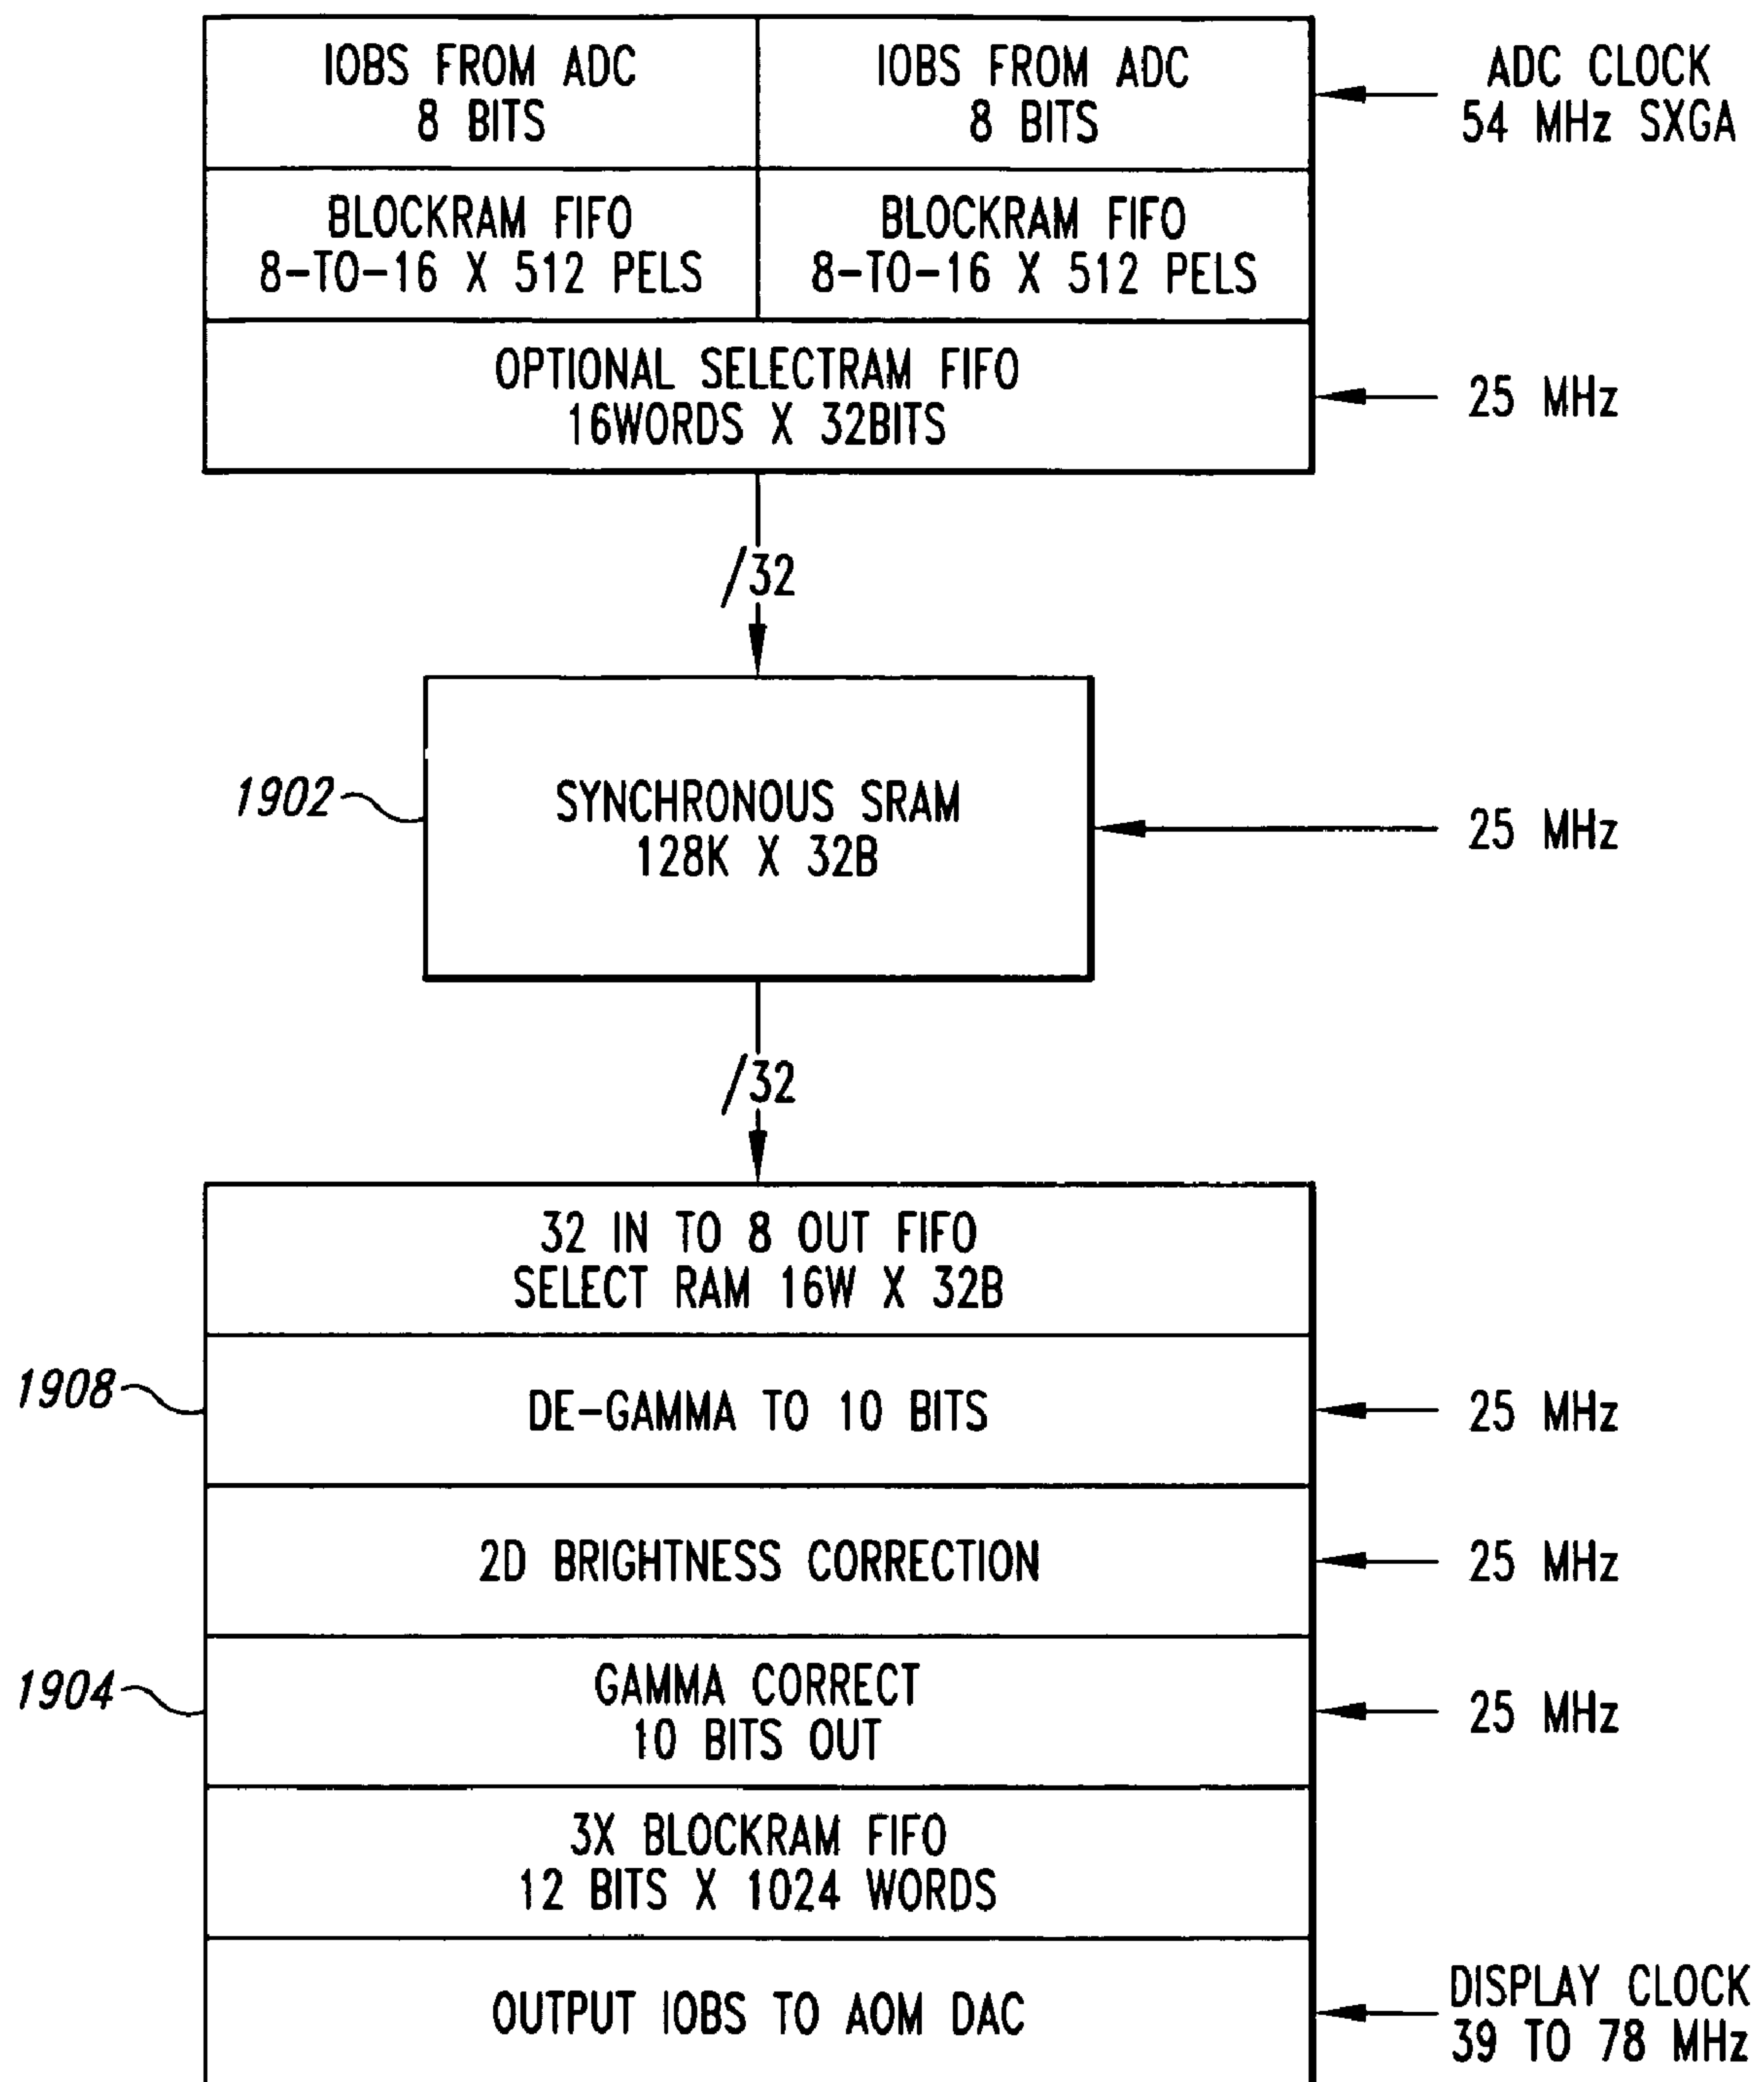 IOBS FROM ADC
8 BITS
IOBS FROM ADC
8 BITS
ADC CLOCK
54 MHz SXGA
BLOCKRAM FIFO
8-TO-16 X 512 PELS
BLOCKRAM FIFO
8-TO-16 X 512 PELS
OPTIONAL SELECTRAM FIFO
16WORDS X 32BITS
25 MHz
/32
1902
SYNCHRONOUS SRAM
128K X 32B
25 MHz
/32
32 IN TO 8 OUT FIFO
SELECT RAM 16W X 32B
1908
DE-GAMMA TO 10 BITS
25 MHz
2D BRIGHTNESS CORRECTION
25 MHz
1904
GAMMA CORRECT
10 BITS OUT
25 MHz
3X BLOCKRAM FIFO
12 BITS X 1024 WORDS
OUTPUT IOBS TO AOM DAC
DISPLAY CLOCK
39 TO 78 MHz